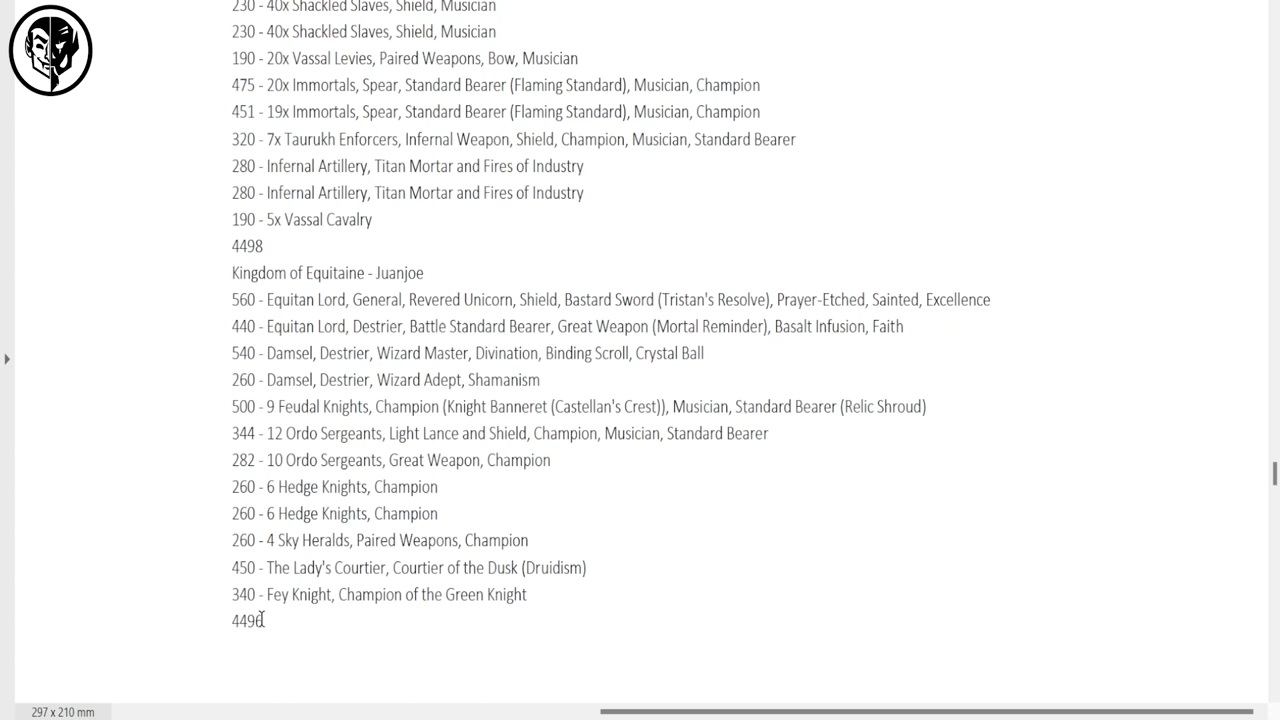 230 - 40x Shackled Slaves, Shield, Musician
230 - 40x Shackled Slaves, Shield, Musician
190 - 20x Vassal Levies, Paired Weapons, Bow, Musician
475 - 20x Immortals, Spear, Standard Bearer (Flaming Standard), Musician, Champion
451 - 19x Immortals, Spear, Standard Bearer (Flaming Standard), Musician, Champion
320 - 7x Taurukh Enforcers, Infernal Weapon, Shield, Champion, Musician, Standard Bearer
280 - Infernal Artillery, Titan Mortar and Fires of Industry
280 - Infernal Artillery, Titan Mortar and Fires of Industry
190 - 5x Vassal Cavalry
4498
Kingdom of Equitaine - Juanjoe
560 - Equitan Lord, General, Revered Unicorn, Shield, Bastard Sword (Tristan's Resolve), Prayer-Etched, Sainted, Excellence
440 - Equitan Lord, Destrier, Battle Standard Bearer, Great Weapon (Mortal Reminder), Basalt Infusion, Faith
540 - Damsel, Destrier, Wizard Master, Divination, Binding Scroll, Crystal Ball
260 - Damsel, Destrier, Wizard Adept, Shamanism
500 - 9 Feudal Knights, Champion (Knight Banneret (Castellan's Crest)), Musician, Standard Bearer (Relic Shroud)
344 - 12 Ordo Sergeants, Light Lance and Shield, Champion, Musician, Standard Bearer
282 - 10 Ordo Sergeants, Great Weapon, Champion
260 - 6 Hedge Knights, Champion
260 - 6 Hedge Knights, Champion
260 - 4 Sky Heralds, Paired Weapons, Champion
450 - The Lady's Courtier, Courtier of the Dusk (Druidism)
340 - Fey Knight, Champion of the Green Knight
4496
297 x 210 mm